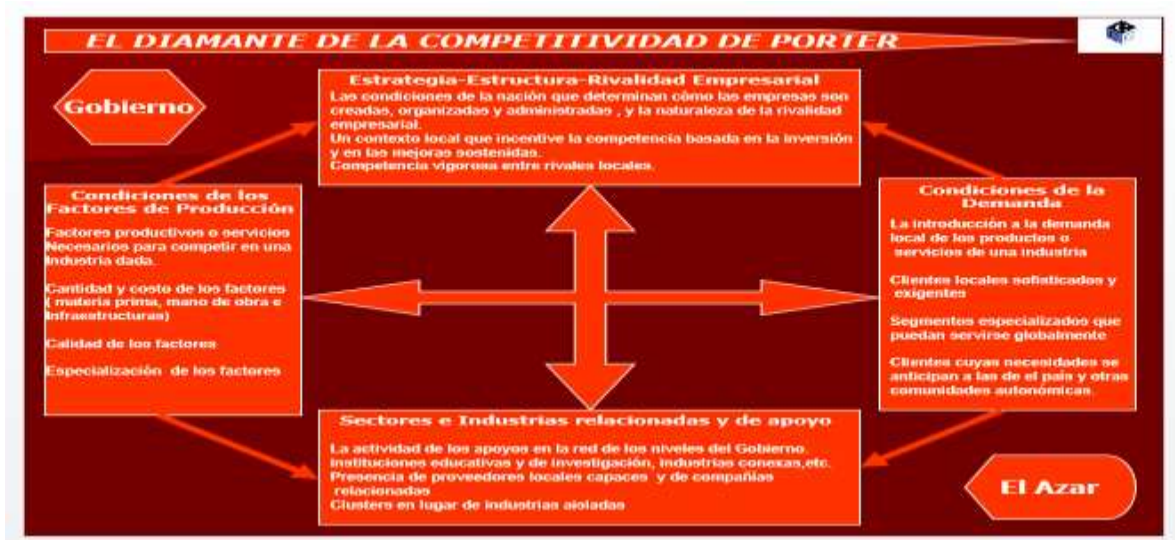 EL DIAMANTE DE LA COMPETITIVIDAD DE PORTER
Gobierno
Estrategia-Estructura-Rivalidad Empresarial
Las condiciones de la nación que determinan cómo las empresas son
creadas, organizadas y administradas , y la naturaleza de la rivalidad
empresarial.
Un contexto local que incentive la competencia basada en la inversión
y en las mejoras sostenidas.
Competencia vigorosa entre rivales locales.
Condiciones de los
Factores de Producción
Factores productivos o servicios
Necesarios para competir en una
Industria dada.
Cantidad y costo de los factores
( materia prima, mano de obra e
Infraestructuras)
Calidad de los factores
Especialización de los factores
Condiciones de la
Demanda
La introducción a la demanda
local de los productos o
servicios de una industria
Clientes locales sofisticados y
exigentes
Segmentos especializados que
puedan servirse globalmente
Clientes cuyas necesidades se
anticipan a las de el país y otras
comunidades autonómicas.
Sectores e Industrias relacionadas y de apoyo
La actividad de los apoyos en la red de los niveles del Gobierno.
Instituciones educativas y de investigación, industrias conexas,etc.
Presencia de proveedores locales capaces y de compañías
relacionadas
Clusters en lugar de industrias aisladas
El Azar